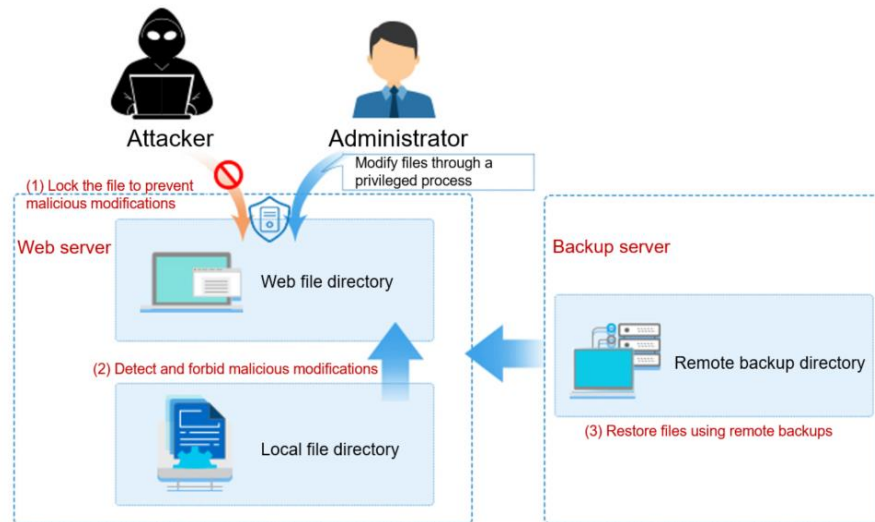 Attacker
Administrator
Modify files through a
privileged process
(1) Lock the file to prevent
malicious modifications
Web server
Web file directory
(2) Detect and forbid malicious modifications
Local file directory
Backup server
Remote backup directory
(3) Restore files using remote backups